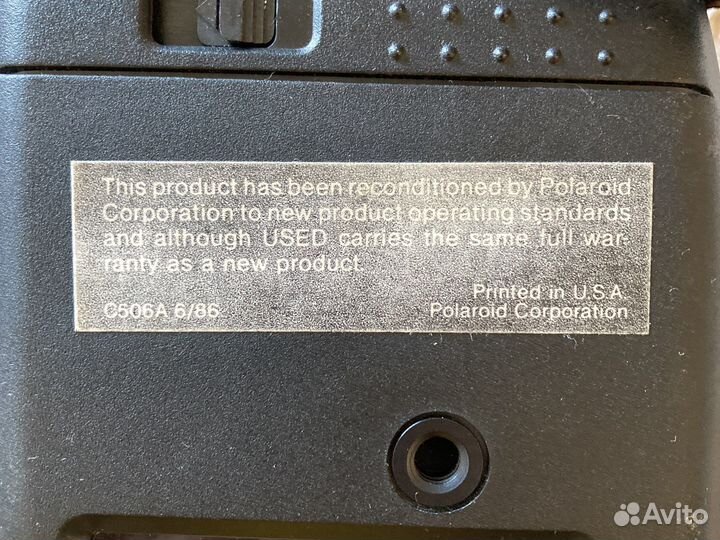 This product has been reconditioned by Polaroid
Corporation to new product operating standards
and although USED carries the same full war-
ranty as a new product.
Printed in U.S.A.
C506A 6/86 Polaroid Corporation
Avito